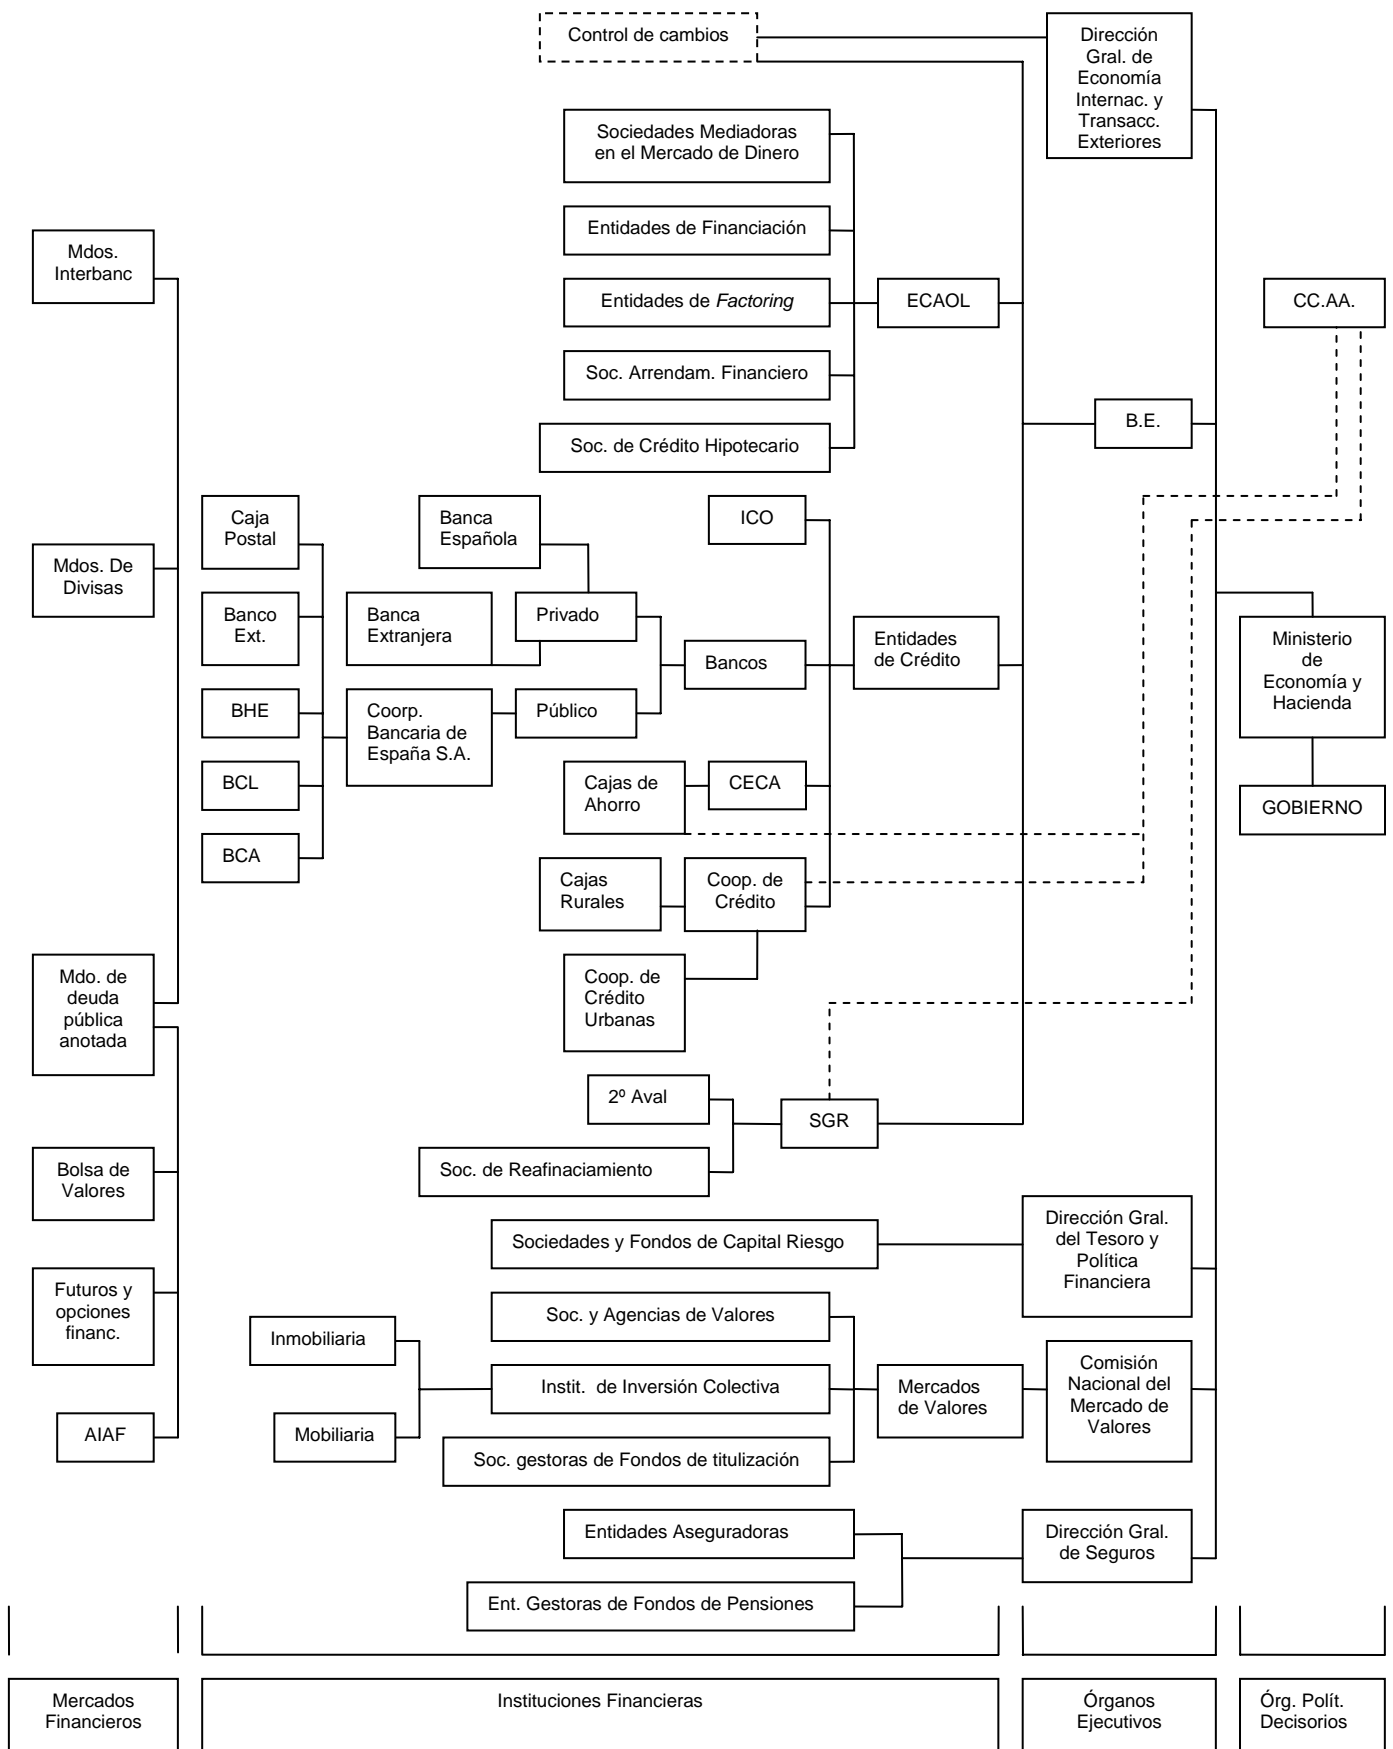 Control de cambios
Dirección
Gral. de
Economía
Internac. y
Transacc.
Exteriores
Sociedades Mediadoras
en el Mercado de Dinero
Entidades de Financiación
Mdos.
Interbanc
Entidades de Factoring
ECAOL
CC.AA.
Soc. Arrendam. Financiero
B.E.
Soc. de Crédito Hipotecario
Caja
Postal
Banca
Española
ICO
Mdos. De
Divisas
Banco
Ext.
Banca
Extranjera
Privado
Bancos
Entidades
de Crédito
Ministerio
de
Economía y
Hacienda
BHE
Coorp.
Bancaria de
España S.A.
Público
BCL
Cajas de
Ahorro
CECA
GOBIERNO
BCA
Cajas
Rurales
Coop. de
Crédito
Mdo. de
deuda
pública
anotada
Coop. de
Crédito
Urbanas
2º Aval
SGR
Bolsa de
Valores
Soc. de Reafinaciamiento
Sociedades y Fondos de Capital Riesgo
Dirección Gral.
del Tesoro y
Política
Financiera
Futuros y
opciones
financ.
Soc. y Agencias de Valores
Inmobiliaria
Instit. de Inversión Colectiva
Mercados
de Valores
Comisión
Nacional del
Mercado de
Valores
AIAF
Mobiliaria
Soc. gestoras de Fondos de titulización
Entidades Aseguradoras
Dirección Gral.
de Seguros
Ent. Gestoras de Fondos de Pensiones
Mercados
Financieros
Instituciones Financieras
Órganos
Ejecutivos
Órg. Polít.
Decisorios